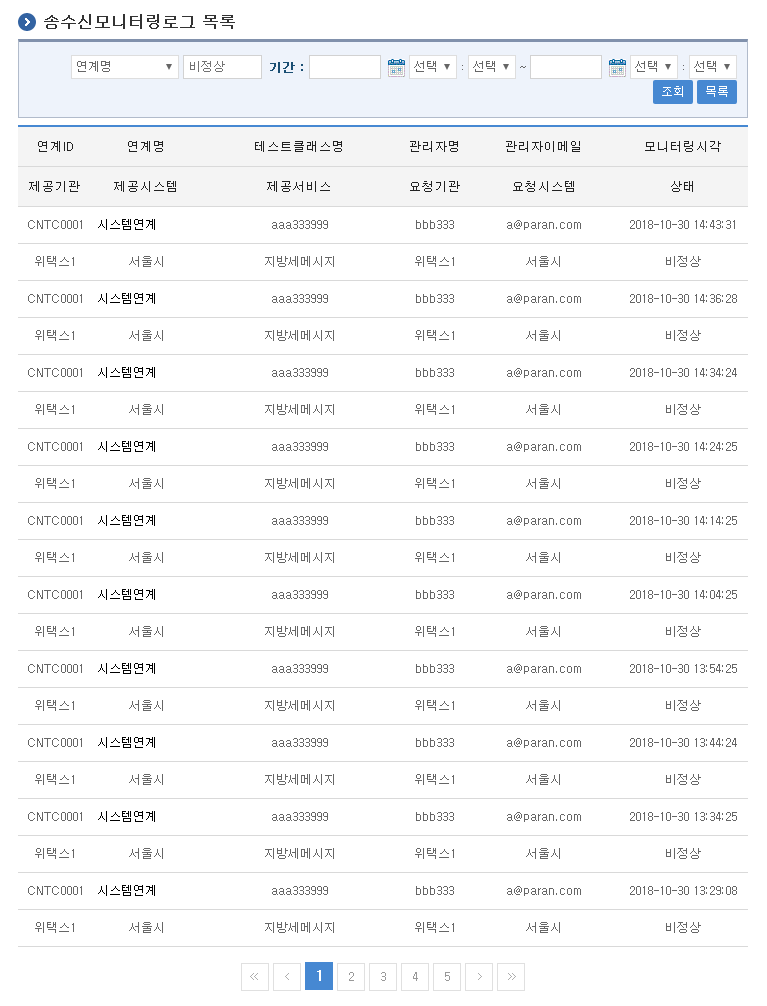 송수신모니터링로그 목록
연계명 ▼ 비정상 기간 : 선택 ▼ : 선택 ▼ ~ 선택 ▼ : 선택 ▼
조회 목록
연계ID 연계명 테스트클래스명 관리자명 관리자이메일 모니터링시각
제공기관 제공시스템 제공서비스 요청기관 요청시스템 상태
CNTC0001 시스템연계 aaa333999 bbb333 a@paran.com 2018-10-30 14:43:31
위택스1 서울시 지방세메시지 위택스1 서울시 비정상
CNTC0001 시스템연계 aaa333999 bbb333 a@paran.com 2018-10-30 14:36:28
위택스1 서울시 지방세메시지 위택스1 서울시 비정상
CNTC0001 시스템연계 aaa333999 bbb333 a@paran.com 2018-10-30 14:34:24
위택스1 서울시 지방세메시지 위택스1 서울시 비정상
CNTC0001 시스템연계 aaa333999 bbb333 a@paran.com 2018-10-30 14:24:25
위택스1 서울시 지방세메시지 위택스1 서울시 비정상
CNTC0001 시스템연계 aaa333999 bbb333 a@paran.com 2018-10-30 14:14:25
위택스1 서울시 지방세메시지 위택스1 서울시 비정상
CNTC0001 시스템연계 aaa333999 bbb333 a@paran.com 2018-10-30 14:04:25
위택스1 서울시 지방세메시지 위택스1 서울시 비정상
CNTC0001 시스템연계 aaa333999 bbb333 a@paran.com 2018-10-30 13:54:25
위택스1 서울시 지방세메시지 위택스1 서울시 비정상
CNTC0001 시스템연계 aaa333999 bbb333 a@paran.com 2018-10-30 13:44:24
위택스1 서울시 지방세메시지 위택스1 서울시 비정상
CNTC0001 시스템연계 aaa333999 bbb333 a@paran.com 2018-10-30 13:34:25
위택스1 서울시 지방세메시지 위택스1 서울시 비정상
CNTC0001 시스템연계 aaa333999 bbb333 a@paran.com 2018-10-30 13:29:08
위택스1 서울시 지방세메시지 위택스1 서울시 비정상
« ‹ 1 2 3 4 5 › »